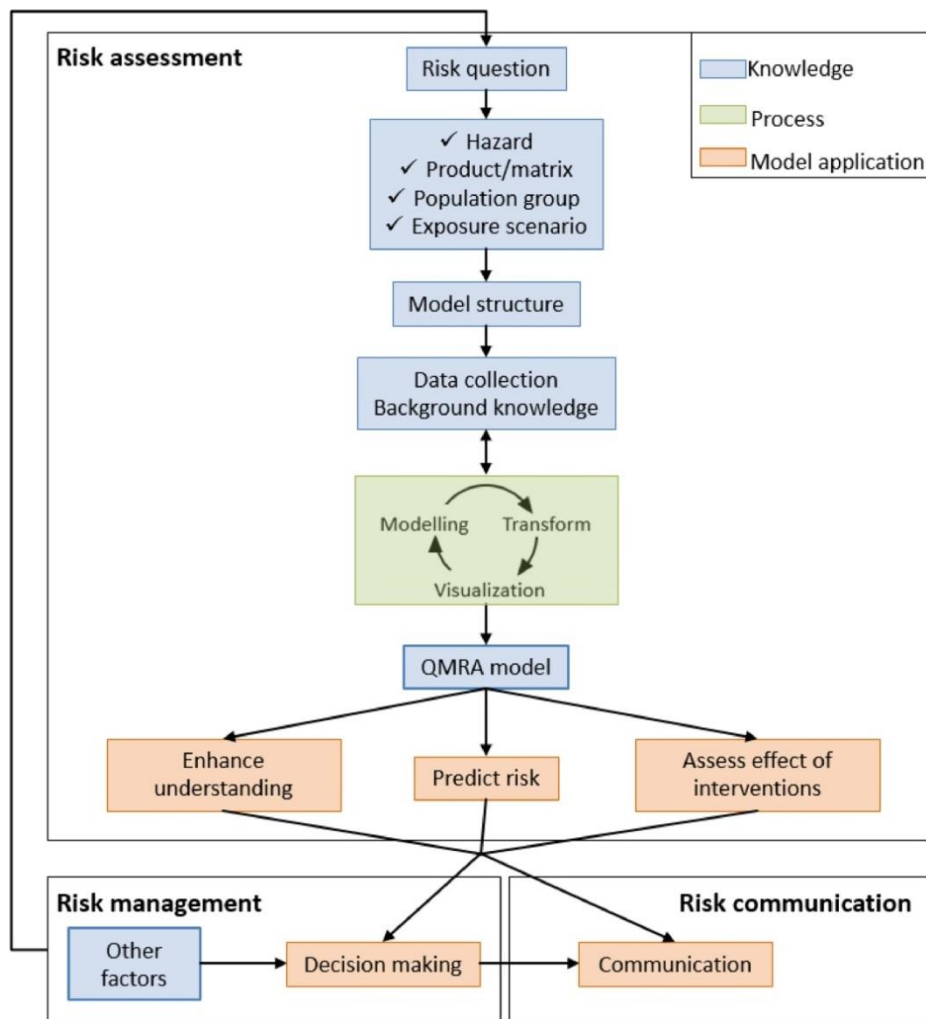 Risk assessment
Knowledge
Process
Model application
Risk question
✓ Hazard
✓ Product/matrix
✓ Population group
✓ Exposure scenario
Model structure
Data collection
Background knowledge
Modelling
Transform
Visualization
QMRA model
Enhance
understanding
Predict risk
Assess effect of
interventions
Risk management
Other
factors
Decision making
Risk communication
Communication